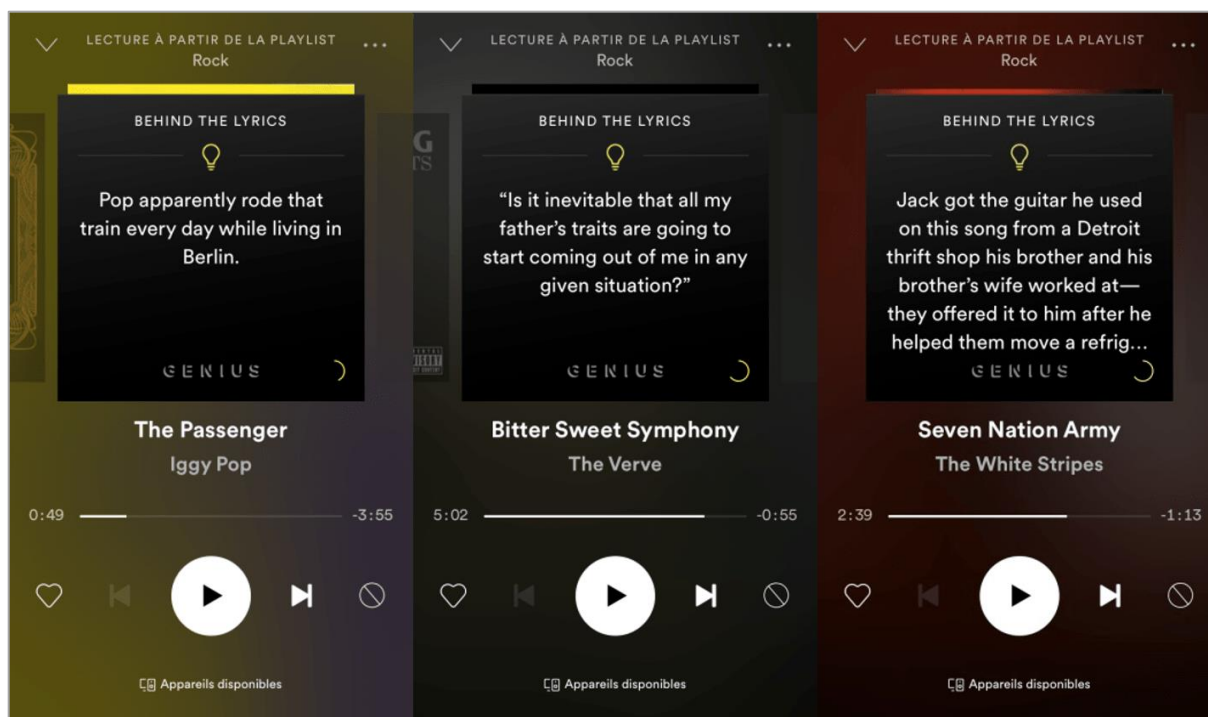 LECTURE À PARTIR DE LA PLAYLIST
Rock
BEHIND THE LYRICS
Pop apparently rode that
train every day while living in
Berlin.
GENIUS
The Passenger
Iggy Pop
0:49
-3:55
Appareils disponibles
LECTURE À PARTIR DE LA PLAYLIST
Rock
BEHIND THE LYRICS
“Is it inevitable that all my
father’s traits are going to
start coming out of me in any
given situation?”
GENIUS
Bitter Sweet Symphony
The Verve
5:02
-0:55
Appareils disponibles
LECTURE À PARTIR DE LA PLAYLIST
Rock
BEHIND THE LYRICS
Jack got the guitar he used
on this song from a Detroit
thrift shop his brother and his
brother’s wife worked at—
they offered it to him after he
helped them move a refrig...
GENIUS
Seven Nation Army
The White Stripes
2:39
-1:13
Appareils disponibles